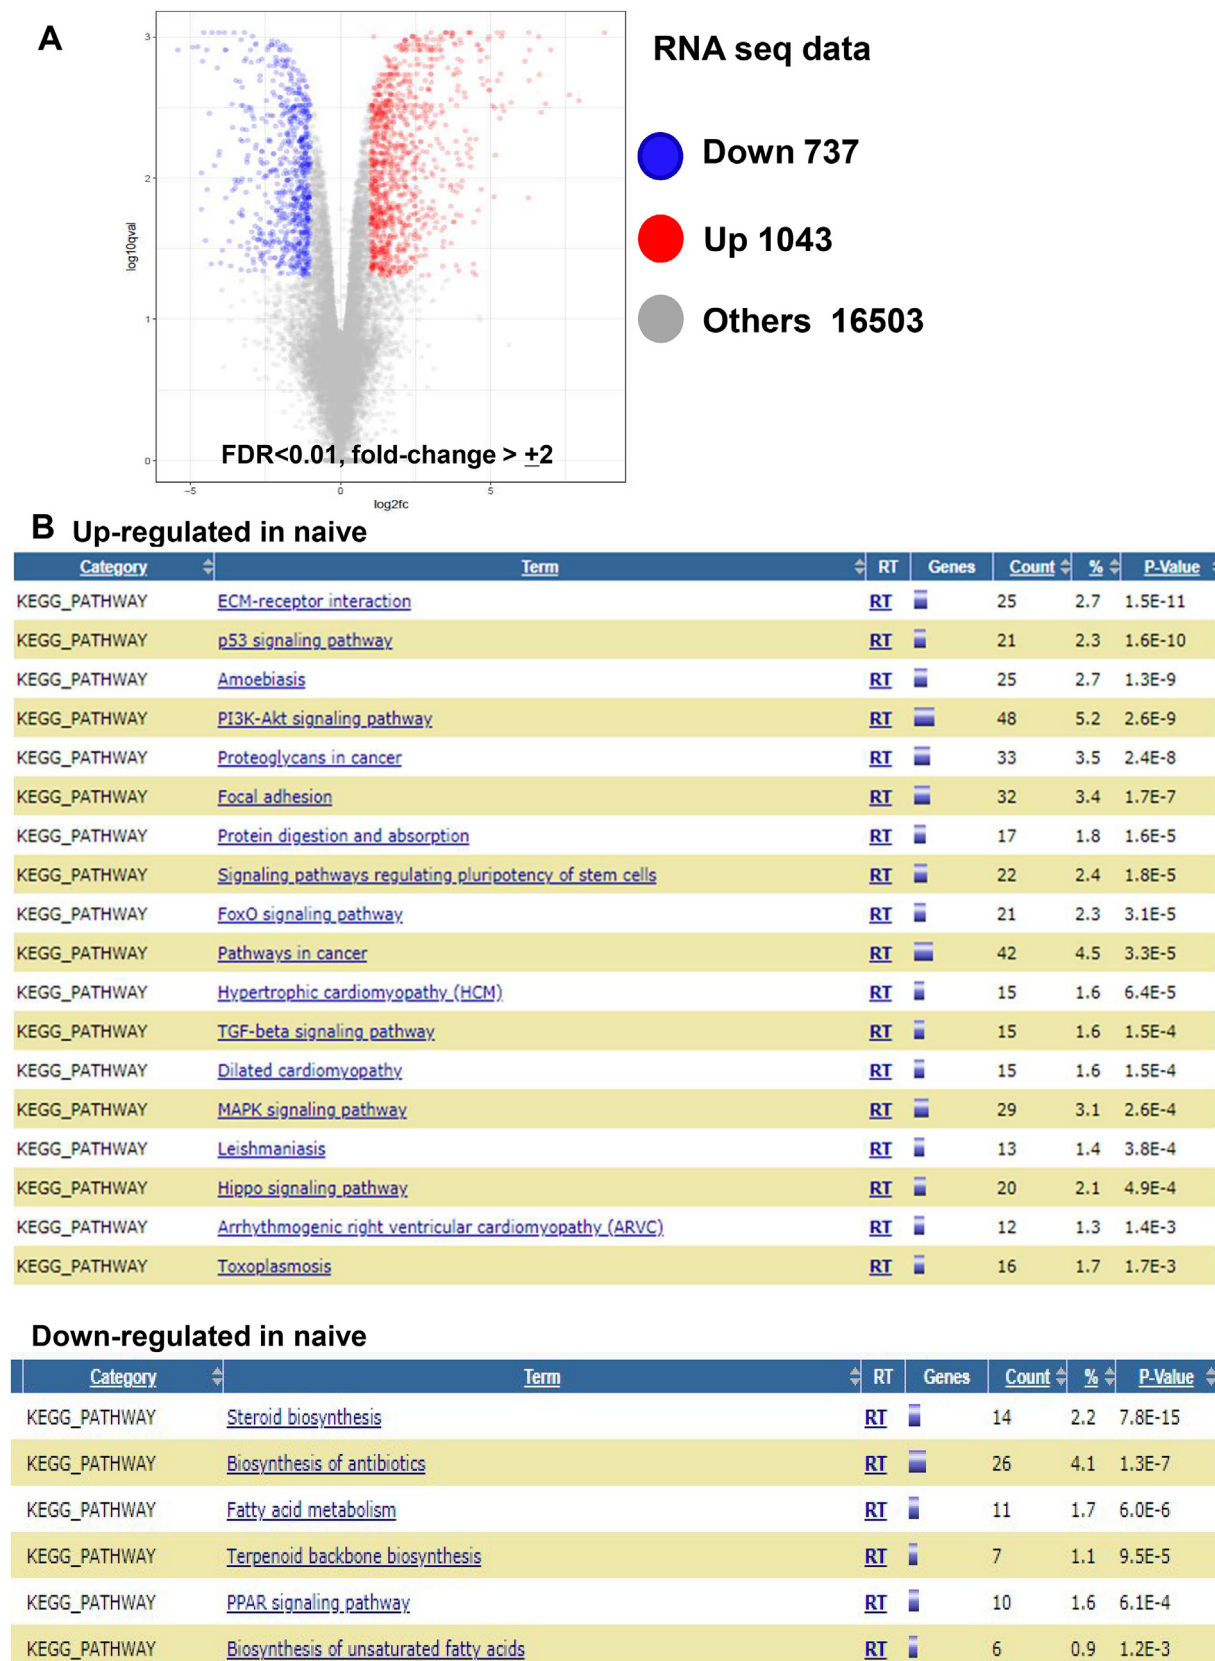 A
RNA seq data
Down 737
Up 1043
Others 16503
3
2
1
0
log10qval
FDR<0.01, fold-change > ±2
-5
0
5
log2fc
B Up-regulated in naive
Category Term RT Genes Count % P-Value
KEGG_PATHWAY ECM-receptor interaction RT 25 2.7 1.5E-11
KEGG_PATHWAY p53 signaling pathway RT 21 2.3 1.6E-10
KEGG_PATHWAY Amoebiasis RT 25 2.7 1.3E-9
KEGG_PATHWAY PI3K-Akt signaling pathway RT 48 5.2 2.6E-9
KEGG_PATHWAY Proteoglycans in cancer RT 33 3.5 2.4E-8
KEGG_PATHWAY Focal adhesion RT 32 3.4 1.7E-7
KEGG_PATHWAY Protein digestion and absorption RT 17 1.8 1.6E-5
KEGG_PATHWAY Signaling pathways regulating pluripotency of stem cells RT 22 2.4 1.8E-5
KEGG_PATHWAY FoxO signaling pathway RT 21 2.3 3.1E-5
KEGG_PATHWAY Pathways in cancer RT 42 4.5 3.3E-5
KEGG_PATHWAY Hypertrophic cardiomyopathy (HCM) RT 15 1.6 6.4E-5
KEGG_PATHWAY TGF-beta signaling pathway RT 15 1.6 1.5E-4
KEGG_PATHWAY Dilated cardiomyopathy RT 15 1.6 1.5E-4
KEGG_PATHWAY MAPK signaling pathway RT 29 3.1 2.6E-4
KEGG_PATHWAY Leishmaniasis RT 13 1.4 3.8E-4
KEGG_PATHWAY Hippo signaling pathway RT 20 2.1 4.9E-4
KEGG_PATHWAY Arrhythmogenic right ventricular cardiomyopathy (ARVC) RT 12 1.3 1.4E-3
KEGG_PATHWAY Toxoplasmosis RT 16 1.7 1.7E-3
Down-regulated in naive
Category Term RT Genes Count % P-Value
KEGG_PATHWAY Steroid biosynthesis RT 14 2.2 7.8E-15
KEGG_PATHWAY Biosynthesis of antibiotics RT 26 4.1 1.3E-7
KEGG_PATHWAY Fatty acid metabolism RT 11 1.7 6.0E-6
KEGG_PATHWAY Terpenoid backbone biosynthesis RT 7 1.1 9.5E-5
KEGG_PATHWAY PPAR signaling pathway RT 10 1.6 6.1E-4
KEGG_PATHWAY Biosynthesis of unsaturated fatty acids RT 6 0.9 1.2E-3